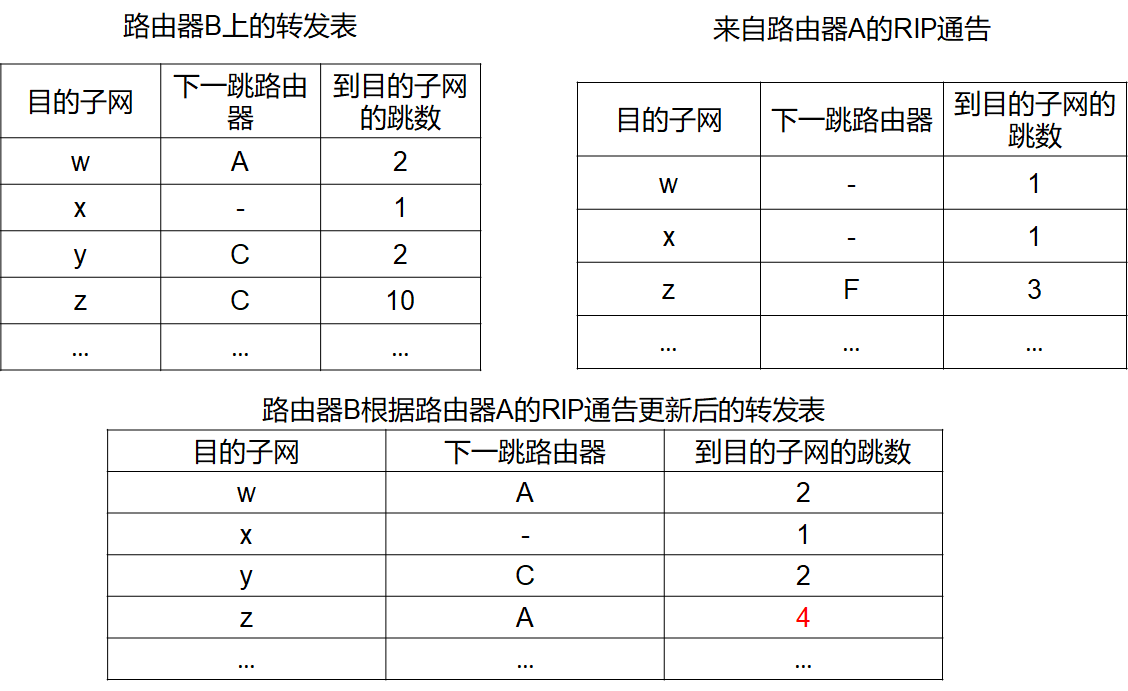 路由器B上的转发表
目的子网 下一跳路由器 到目的子网的跳数
w A 2
x - 1
y C 2
z C 10
... ... ...
来自路由器A的RIP通告
目的子网 下一跳路由器 到目的子网的跳数
w - 1
x - 1
z F 3
... ... ...
路由器B根据路由器A的RIP通告更新后的转发表
目的子网 下一跳路由器 到目的子网的跳数
w A 2
x - 1
y C 2
z A 4
... ... ...